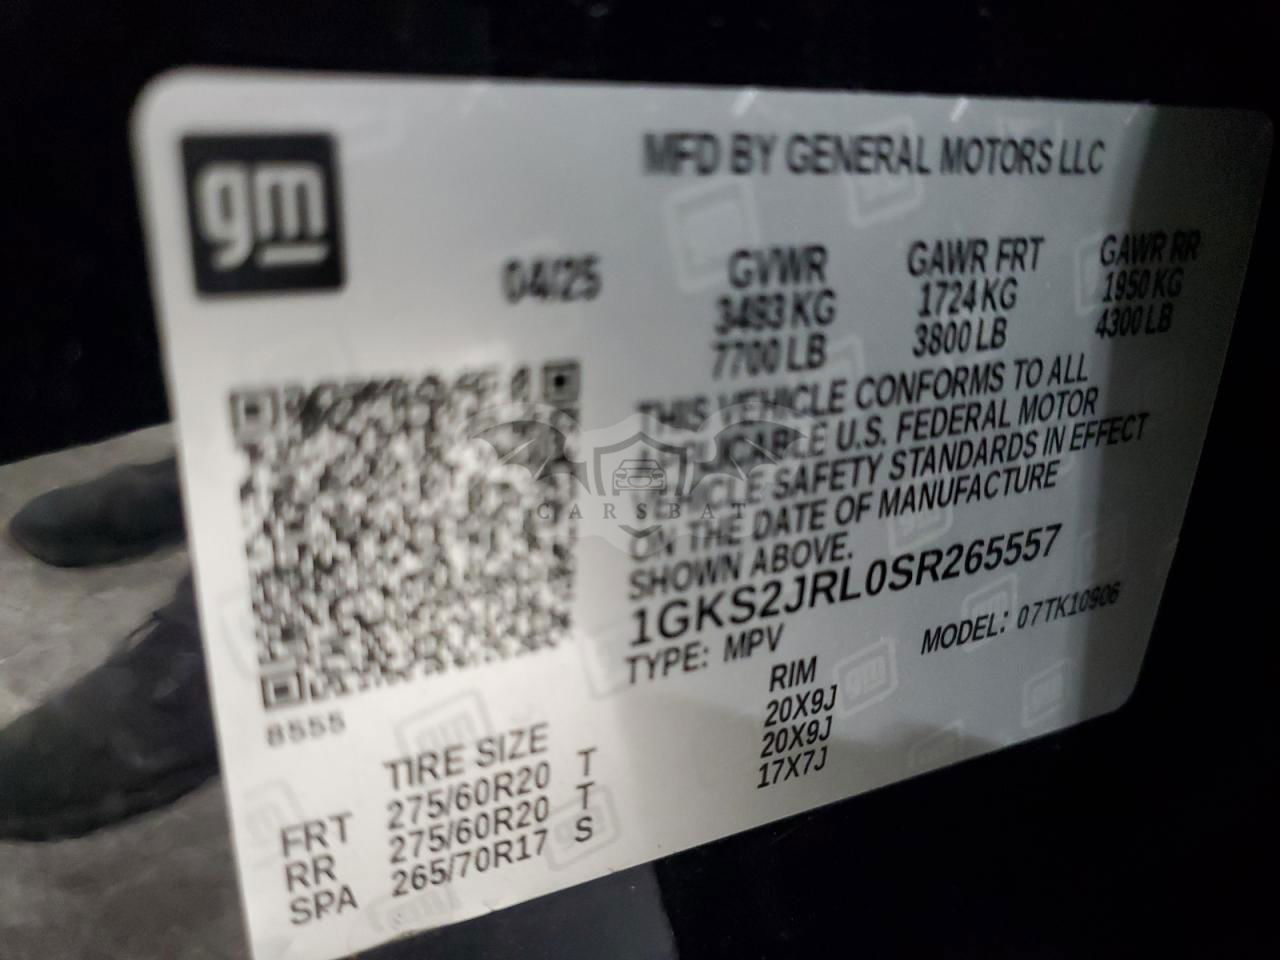 gm
MFD BY GENERAL MOTORS LLC
04/25
GVWR
3493 KG
7700 LB
GAWR FRT
1724 KG
3800 LB
GAWR RR
1950 KG
4300 LB
THIS VEHICLE CONFORMS TO ALL
APPLICABLE U.S. FEDERAL MOTOR
VEHICLE SAFETY STANDARDS IN EFFECT
ON THE DATE OF MANUFACTURE
SHOWN ABOVE.
1GKS2JRL0SR265557
TYPE: MPV
MODEL: 07TK10906
8555
TIRE SIZE RIM
FRT 275/60R20 T 20X9J
RR 275/60R20 T 20X9J
SPA 265/70R17 S 17X7J
CARSBAT